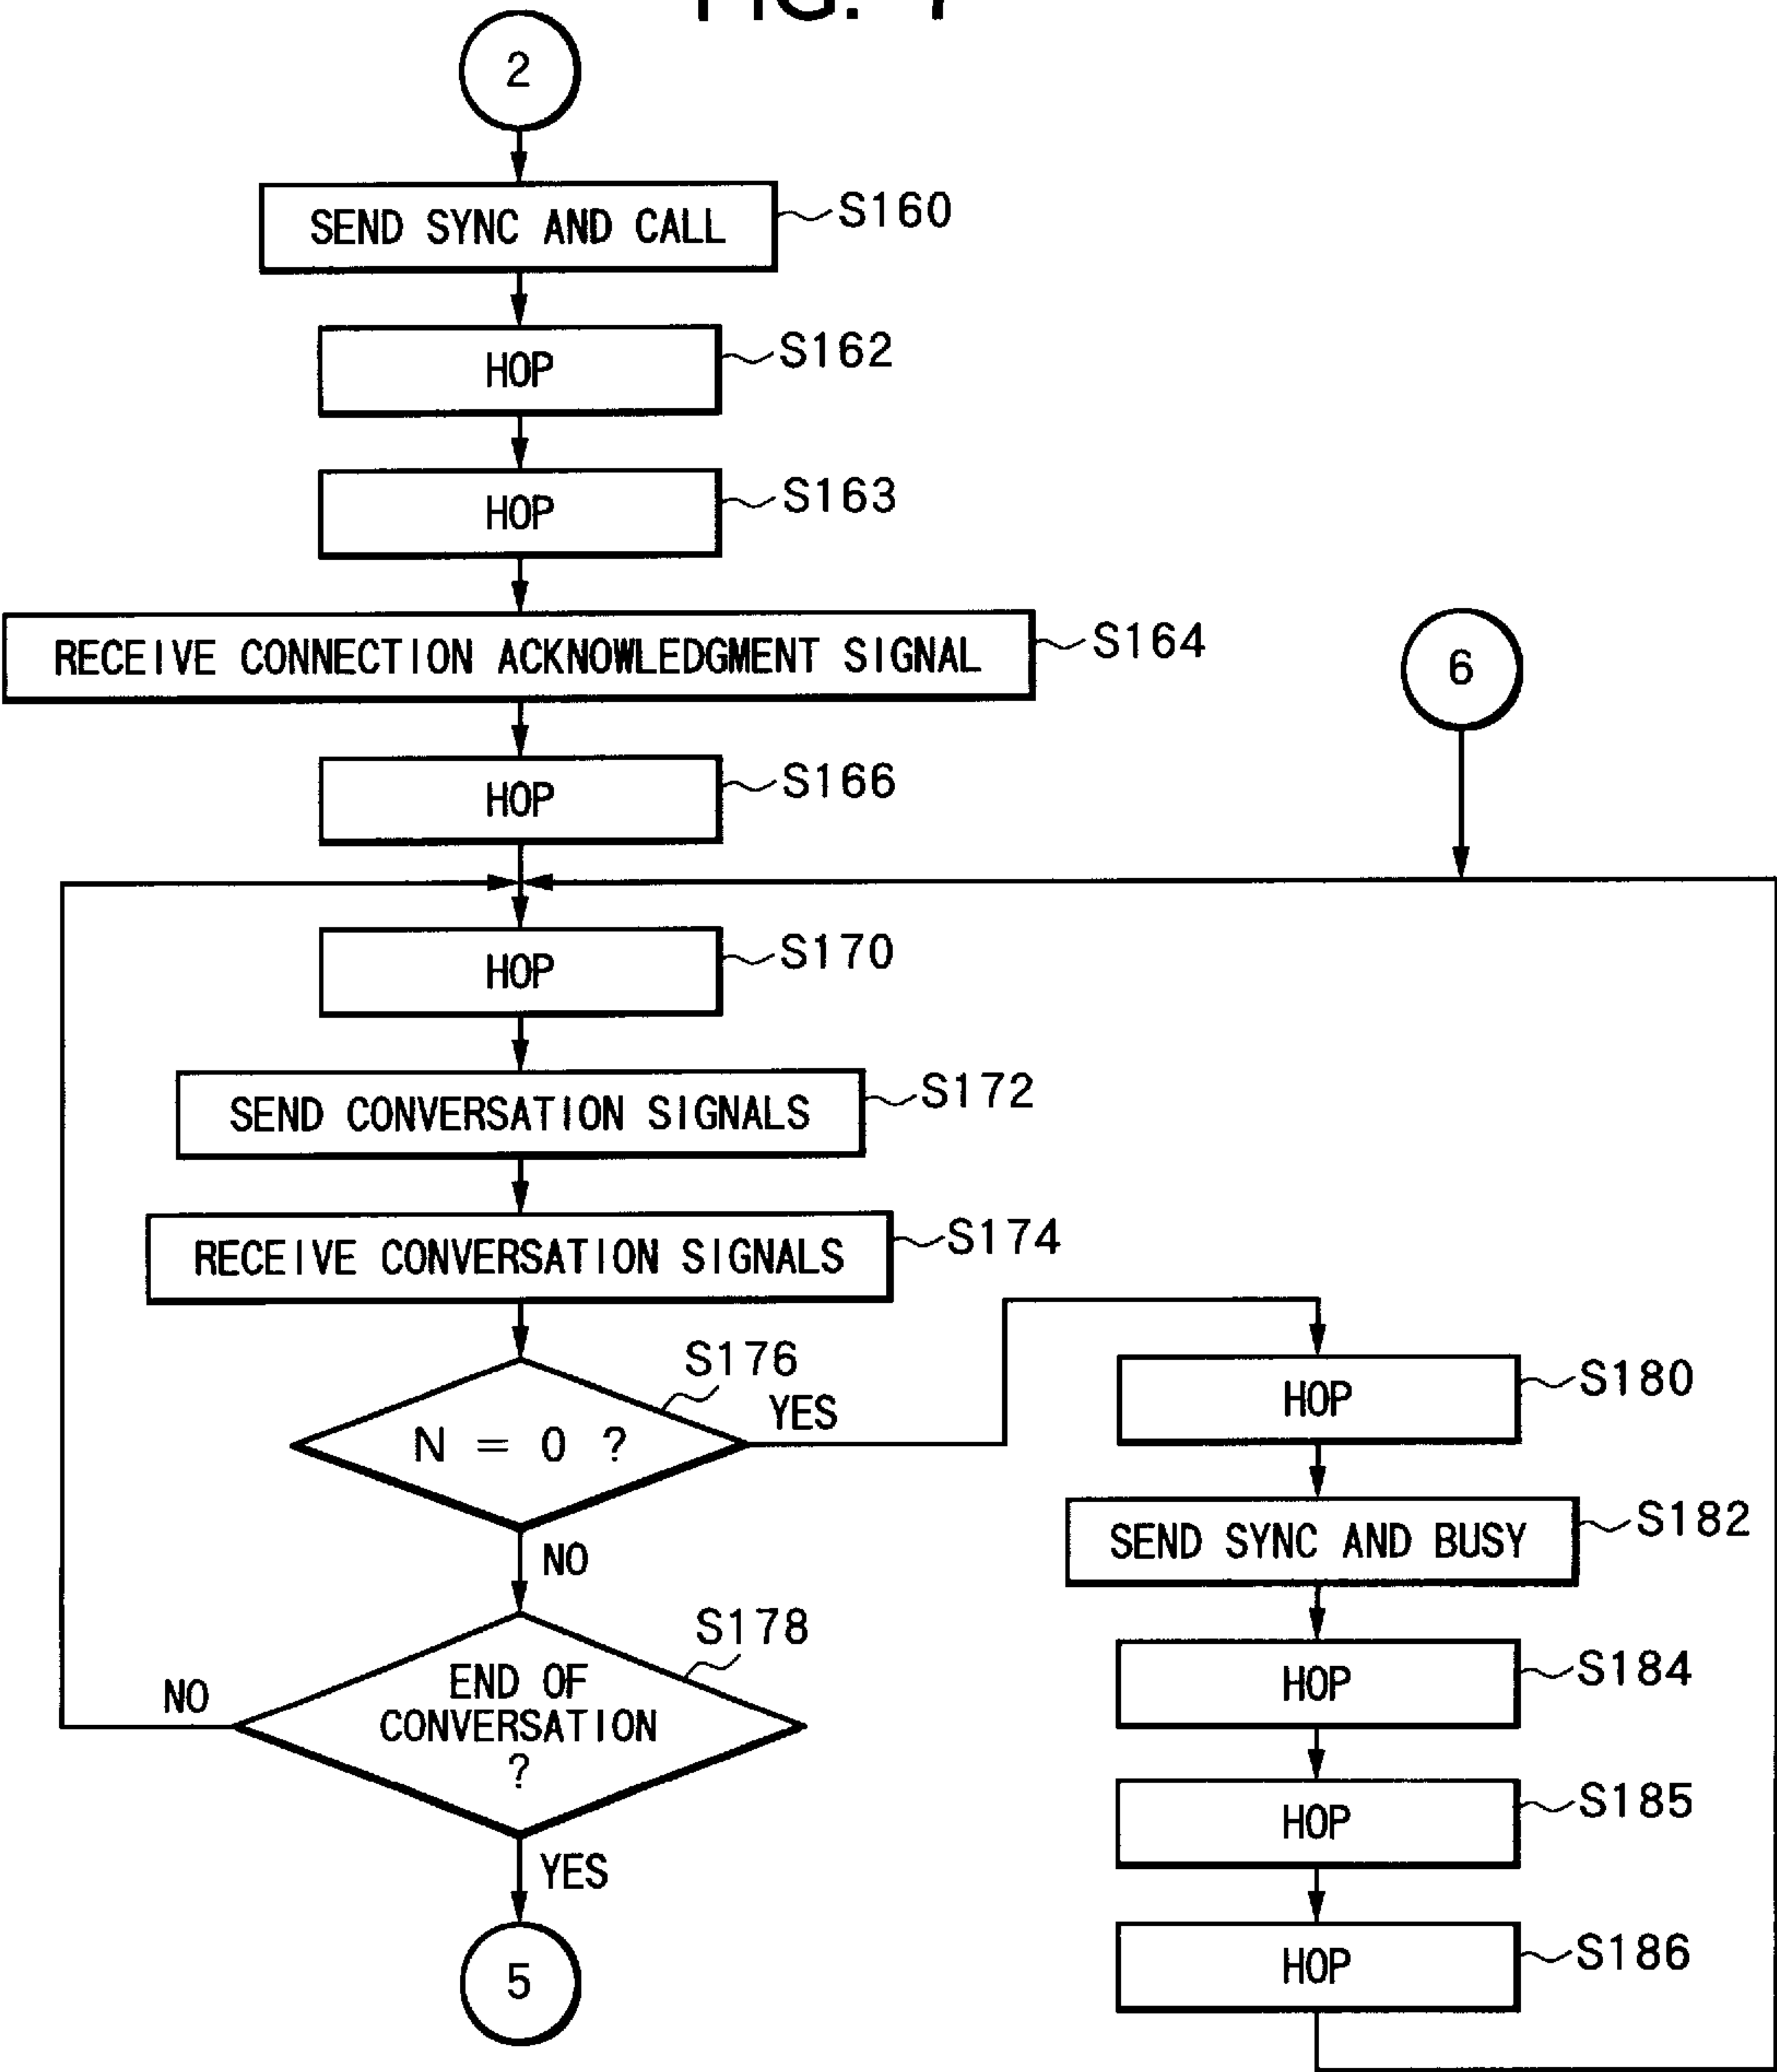 FIG.
2
SEND SYNC AND CALL
S160
HOP
S162
HOP
S163
RECEIVE CONNECTION ACKNOWLEDGMENT SIGNAL
S164
6
HOP
S166
HOP
S170
SEND CONVERSATION SIGNALS
S172
RECEIVE CONVERSATION SIGNALS
S174
N = 0 ?
S176
YES
NO
END OF
CONVERSATION
?
S178
NO
YES
5
HOP
S180
SEND SYNC AND BUSY
S182
HOP
S184
HOP
S185
HOP
S186